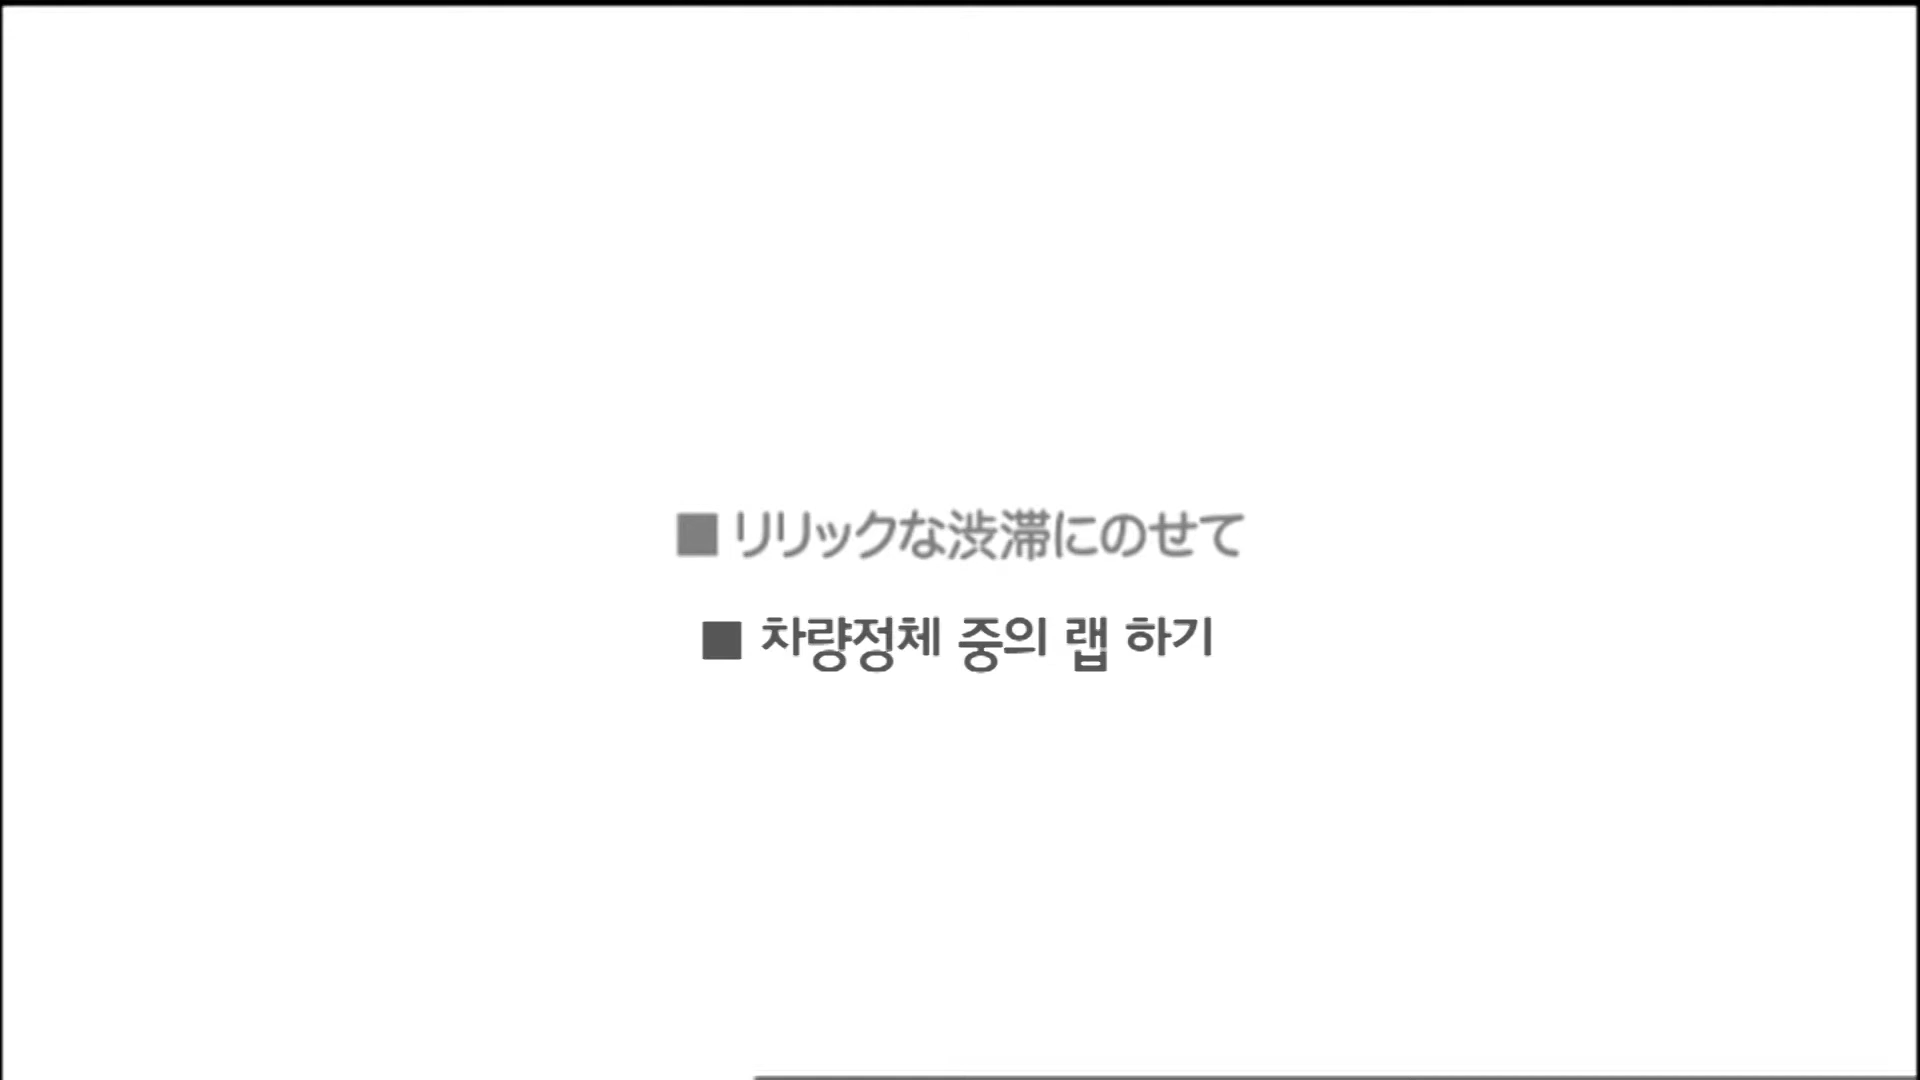 ■ リリックな渋滞にのせて
■ 차량정체 중의 랩 하기